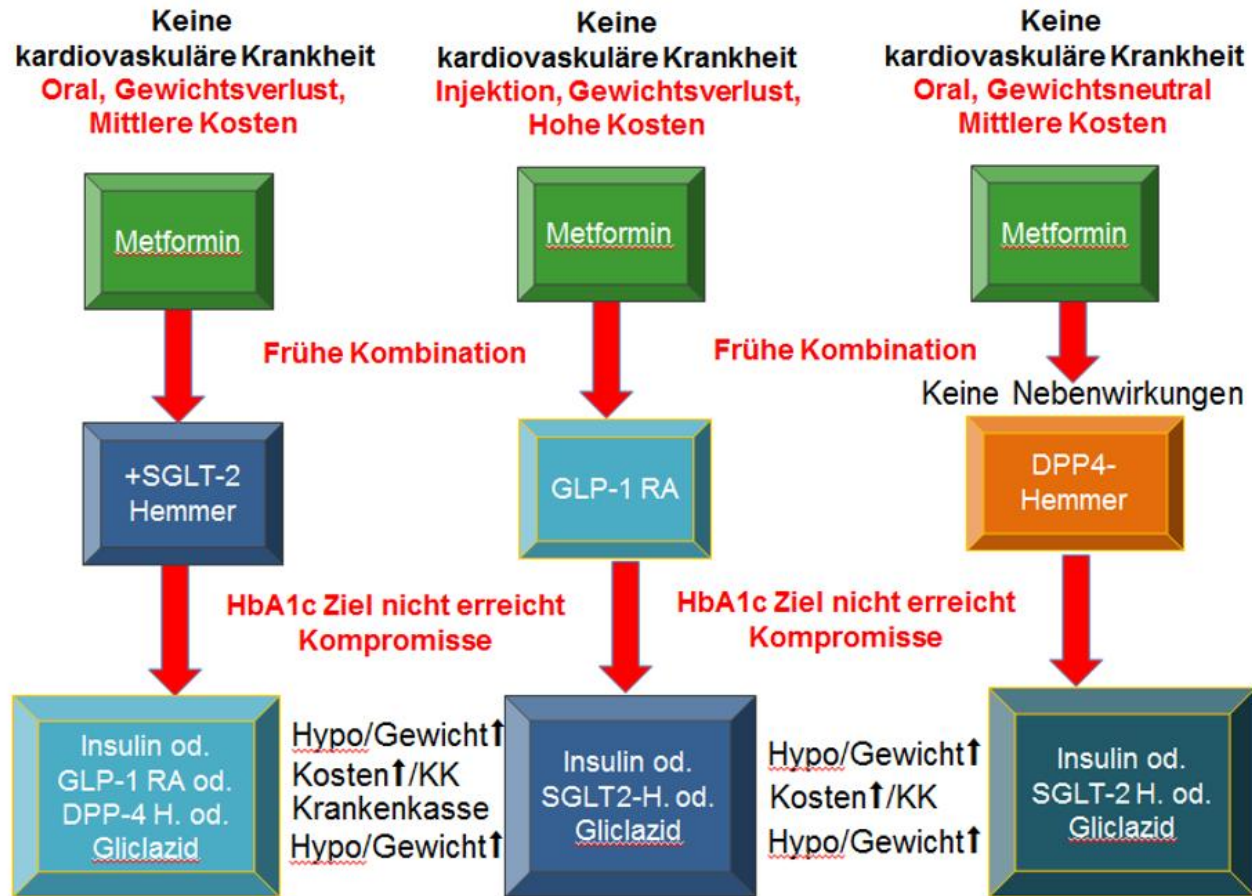 Keine
kardiovaskuläre Krankheit
Oral, Gewichtsverlust,
Mittlere Kosten
Keine
kardiovaskuläre Krankheit
Injektion, Gewichtsverlust,
Hohe Kosten
Keine
kardiovaskuläre Krankheit
Oral, Gewichtsneutral
Mittlere Kosten
Metformin
Metformin
Metformin
Frühe Kombination
Frühe Kombination
Keine Nebenwirkungen
+SGLT-2
Hemmer
GLP-1 RA
DPP4-
Hemmer
HbA1c Ziel nicht erreicht
Kompromisse
HbA1c Ziel nicht erreicht
Kompromisse
Insulin od.
GLP-1 RA od.
DPP-4 H. od.
Gliclazid
Hypo/Gewicht↑
Kosten↑/KK
Krankenkasse
Hypo/Gewicht↑
Insulin od.
SGLT2-H. od.
Gliclazid
Hypo/Gewicht↑
Kosten↑/KK
Hypo/Gewicht↑
Insulin od.
SGLT-2 H. od.
Gliclazid